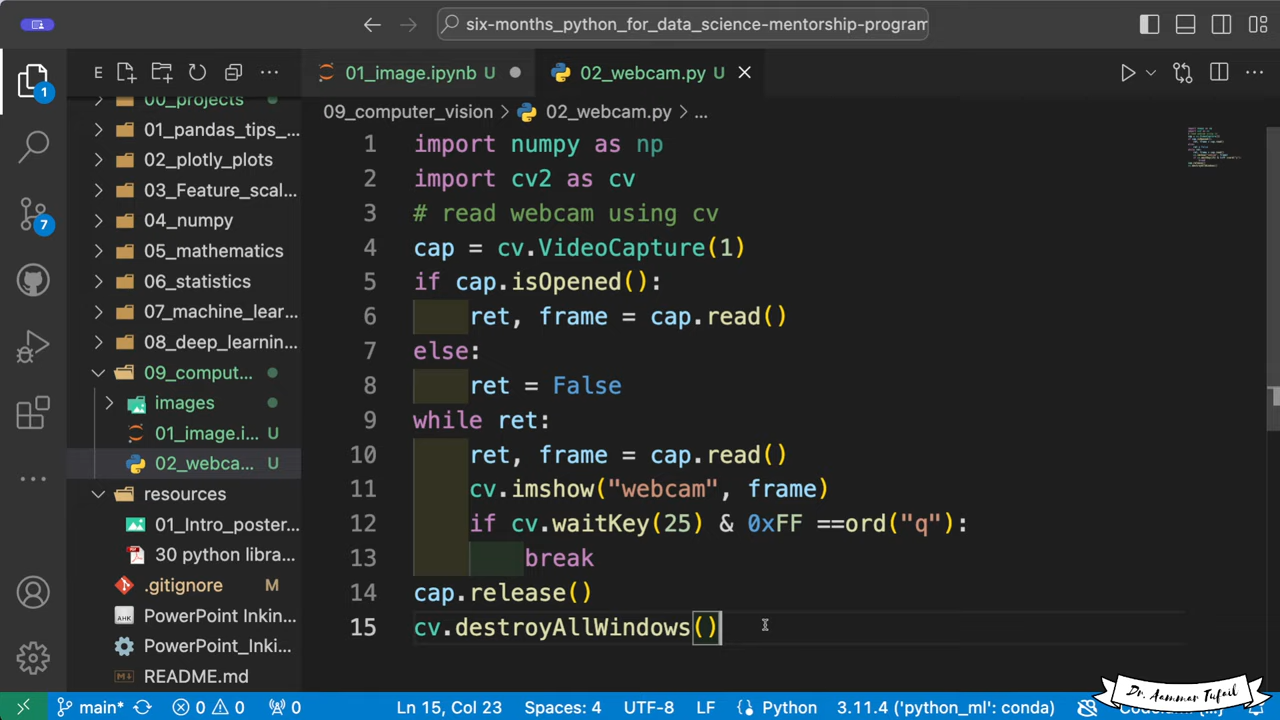 six-months_python_for_data_science-mentorship-program
E
01_image.ipynb U
02_webcam.py U
09_computer_vision > 02_webcam.py > ...
1
7
00_projects
01_pandas_tips_...
02_plotly_plots
03_Feature_scal...
04_numpy
05_mathematics
06_statistics
07_machine_lear...
08_deep_learnin...
09_comput...
images
01_image.i... U
02_webca... U
resources
01_Intro_poster...
30 python libra...
.gitignore M
PowerPoint Inkin...
PowerPoint_Inkin...
README.md
1 import numpy as np
2 import cv2 as cv
3 # read webcam using cv
4 cap = cv.VideoCapture(1)
5 if cap.isOpened():
6 ret, frame = cap.read()
7 else:
8 ret = False
9 while ret:
10 ret, frame = cap.read()
11 cv.imshow("webcam", frame)
12 if cv.waitKey(25) & 0xFF ==ord("q"):
13 break
14 cap.release()
15 cv.destroyAllWindows()
Dr. Aammar Tufail
main* 0 0 0 Ln 15, Col 23 Spaces: 4 UTF-8 LF Python 3.11.4 ('python_ml': conda)